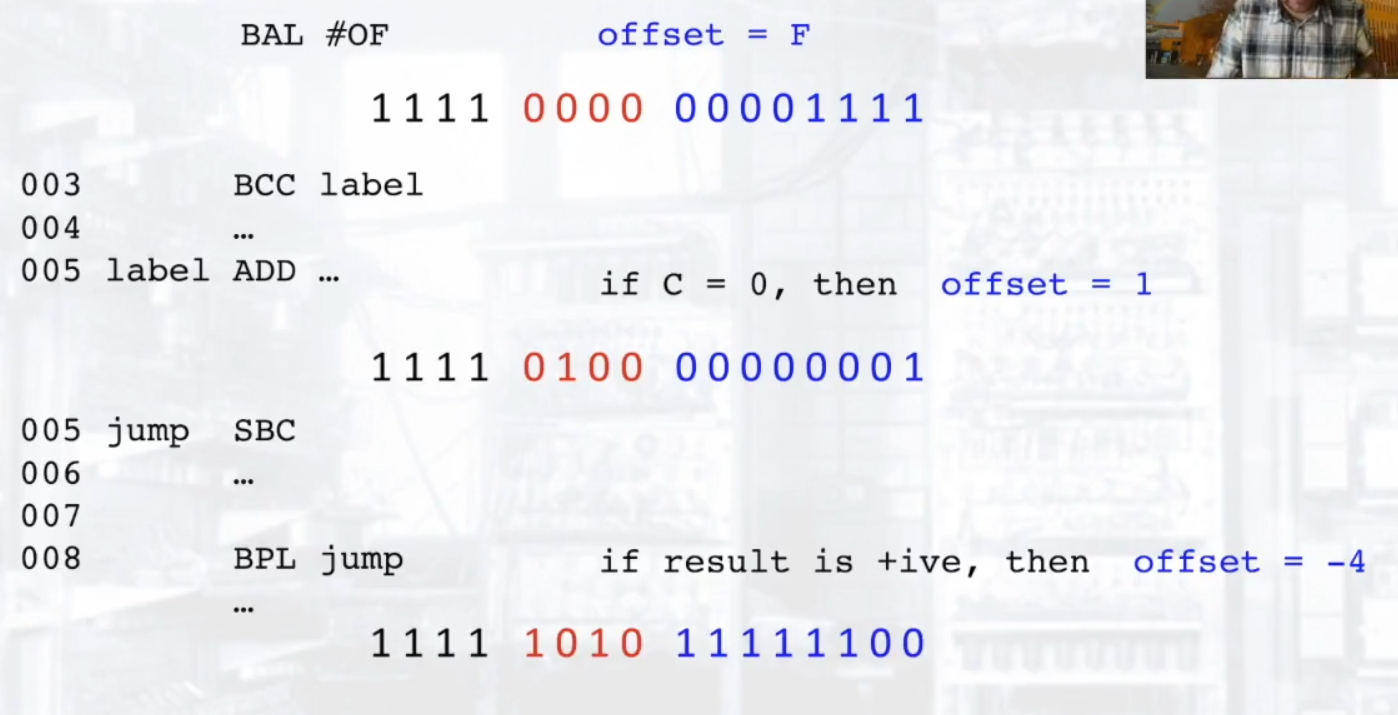 BAL #OF offset = F
1111 0000 00001111
003 BCC label
004 …
005 label ADD …
if C = 0, then offset = 1
1111 0100 00000001
005 jump SBC
006 …
007
008 BPL jump if result is +ive, then offset = -4
…
1111 1010 11111100